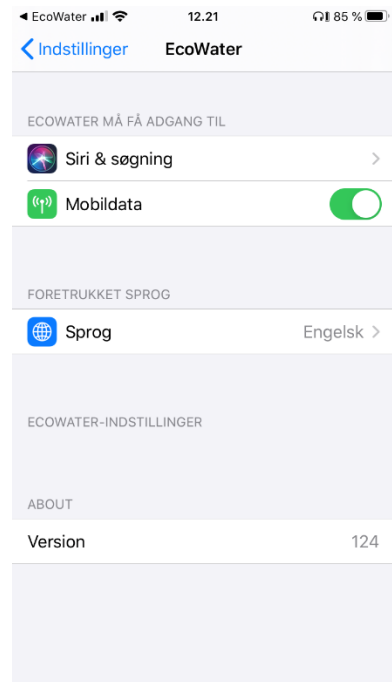 ◀ EcoWater 12.21 85 %
Indstillinger EcoWater
ECOWATER MÅ FÅ ADGANG TIL
Siri & søgning
Mobildata
FORETRUKKET SPROG
Sprog Engelsk
ECOWATER-INDSTILLINGER
ABOUT
Version 124